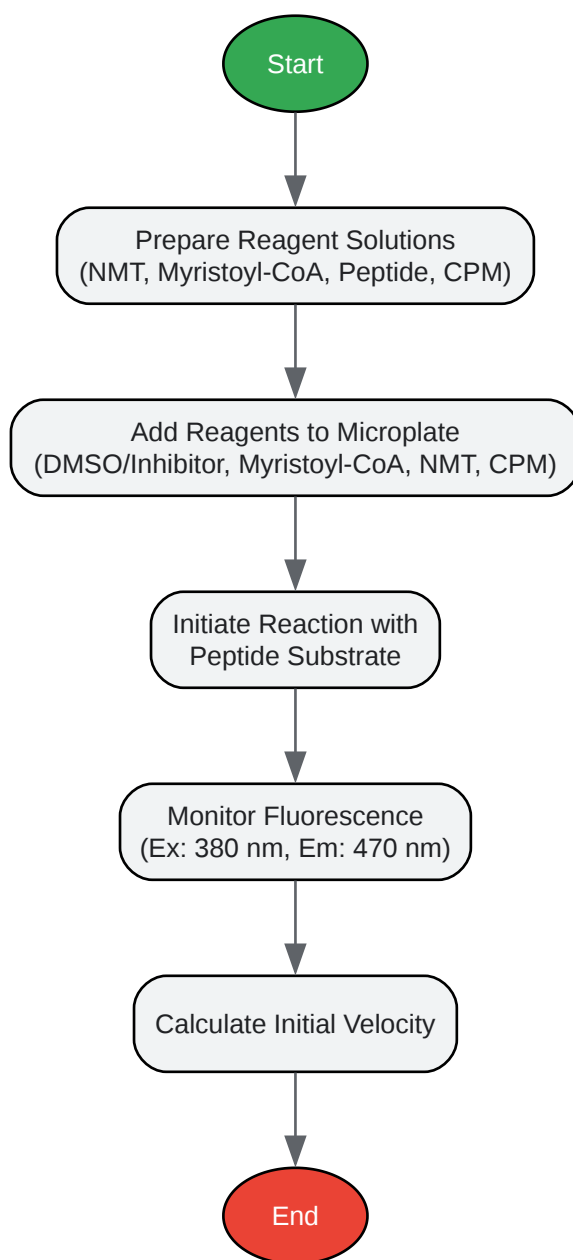 Start
Prepare Reagent Solutions
(NMT, Myristoyl-CoA, Peptide, CPM)
Add Reagents to Microplate
(DMSO/Inhibitor, Myristoyl-CoA, NMT, CPM)
Initiate Reaction with
Peptide Substrate
Monitor Fluorescence
(Ex: 380 nm, Em: 470 nm)
Calculate Initial Velocity
End